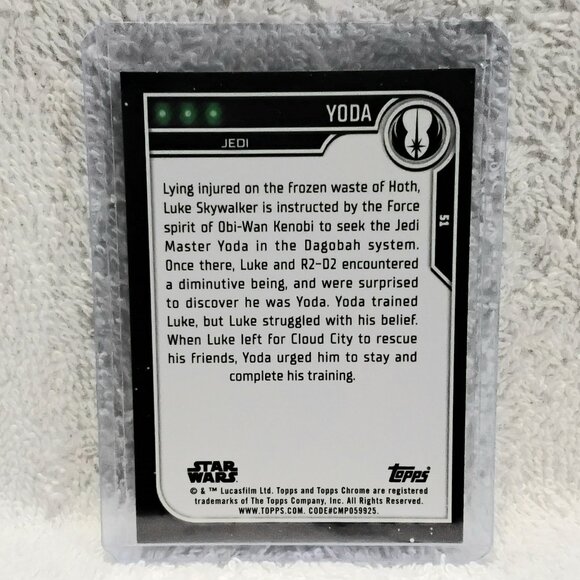 YODA
JEDI
51
Lying injured on the frozen waste of Hoth,
Luke Skywalker is instructed by the Force
spirit of Obi-Wan Kenobi to seek the Jedi
Master Yoda in the Dagobah system.
Once there, Luke and R2-D2 encountered
a diminutive being, and were surprised
to discover he was Yoda. Yoda trained
Luke, but Luke struggled with his belief.
When Luke left for Cloud City to rescue
his friends, Yoda urged him to stay and
complete his training.
STAR
WARS
topps
© & ™ Lucasfilm Ltd. Topps and Topps Chrome are registered
trademarks of The Topps Company, Inc. All Rights Reserved.
WWW.TOPPS.COM. CODE#CMP059925.